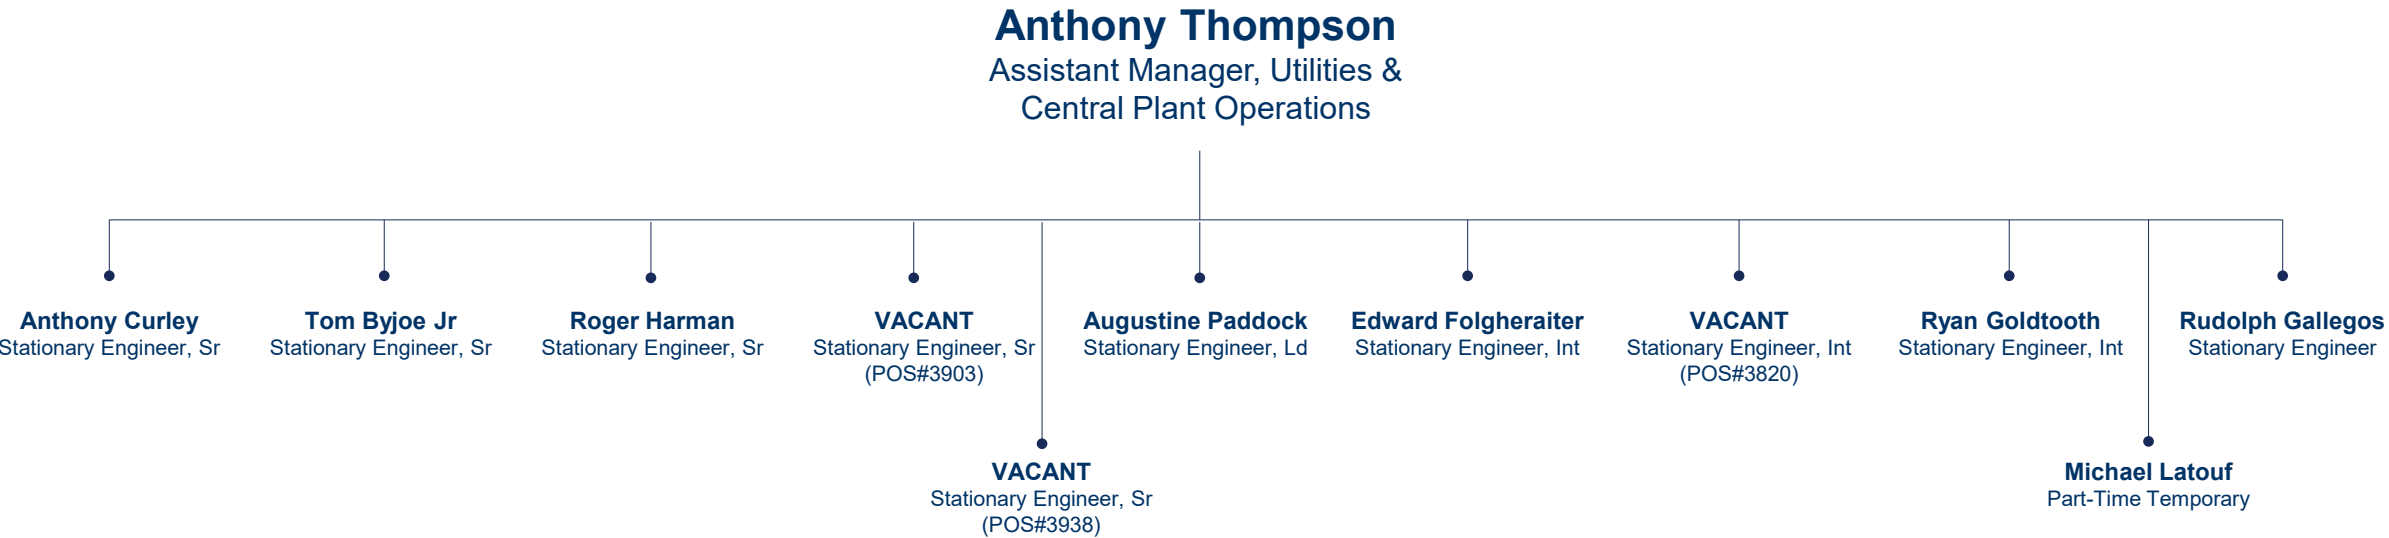 Anthony Thompson
Assistant Manager, Utilities &
Central Plant Operations
Anthony Curley
Stationary Engineer, Sr
Tom Byjoe Jr
Stationary Engineer, Sr
Roger Harman
Stationary Engineer, Sr
VACANT
Stationary Engineer, Sr
(POS#3903)
Augustine Paddock
Stationary Engineer, Ld
Edward Folgheraiter
Stationary Engineer, Int
VACANT
Stationary Engineer, Int
(POS#3820)
Ryan Goldtooth
Stationary Engineer, Int
Rudolph Gallegos
Stationary Engineer
VACANT
Stationary Engineer, Sr
(POS#3938)
Michael Latouf
Part-Time Temporary